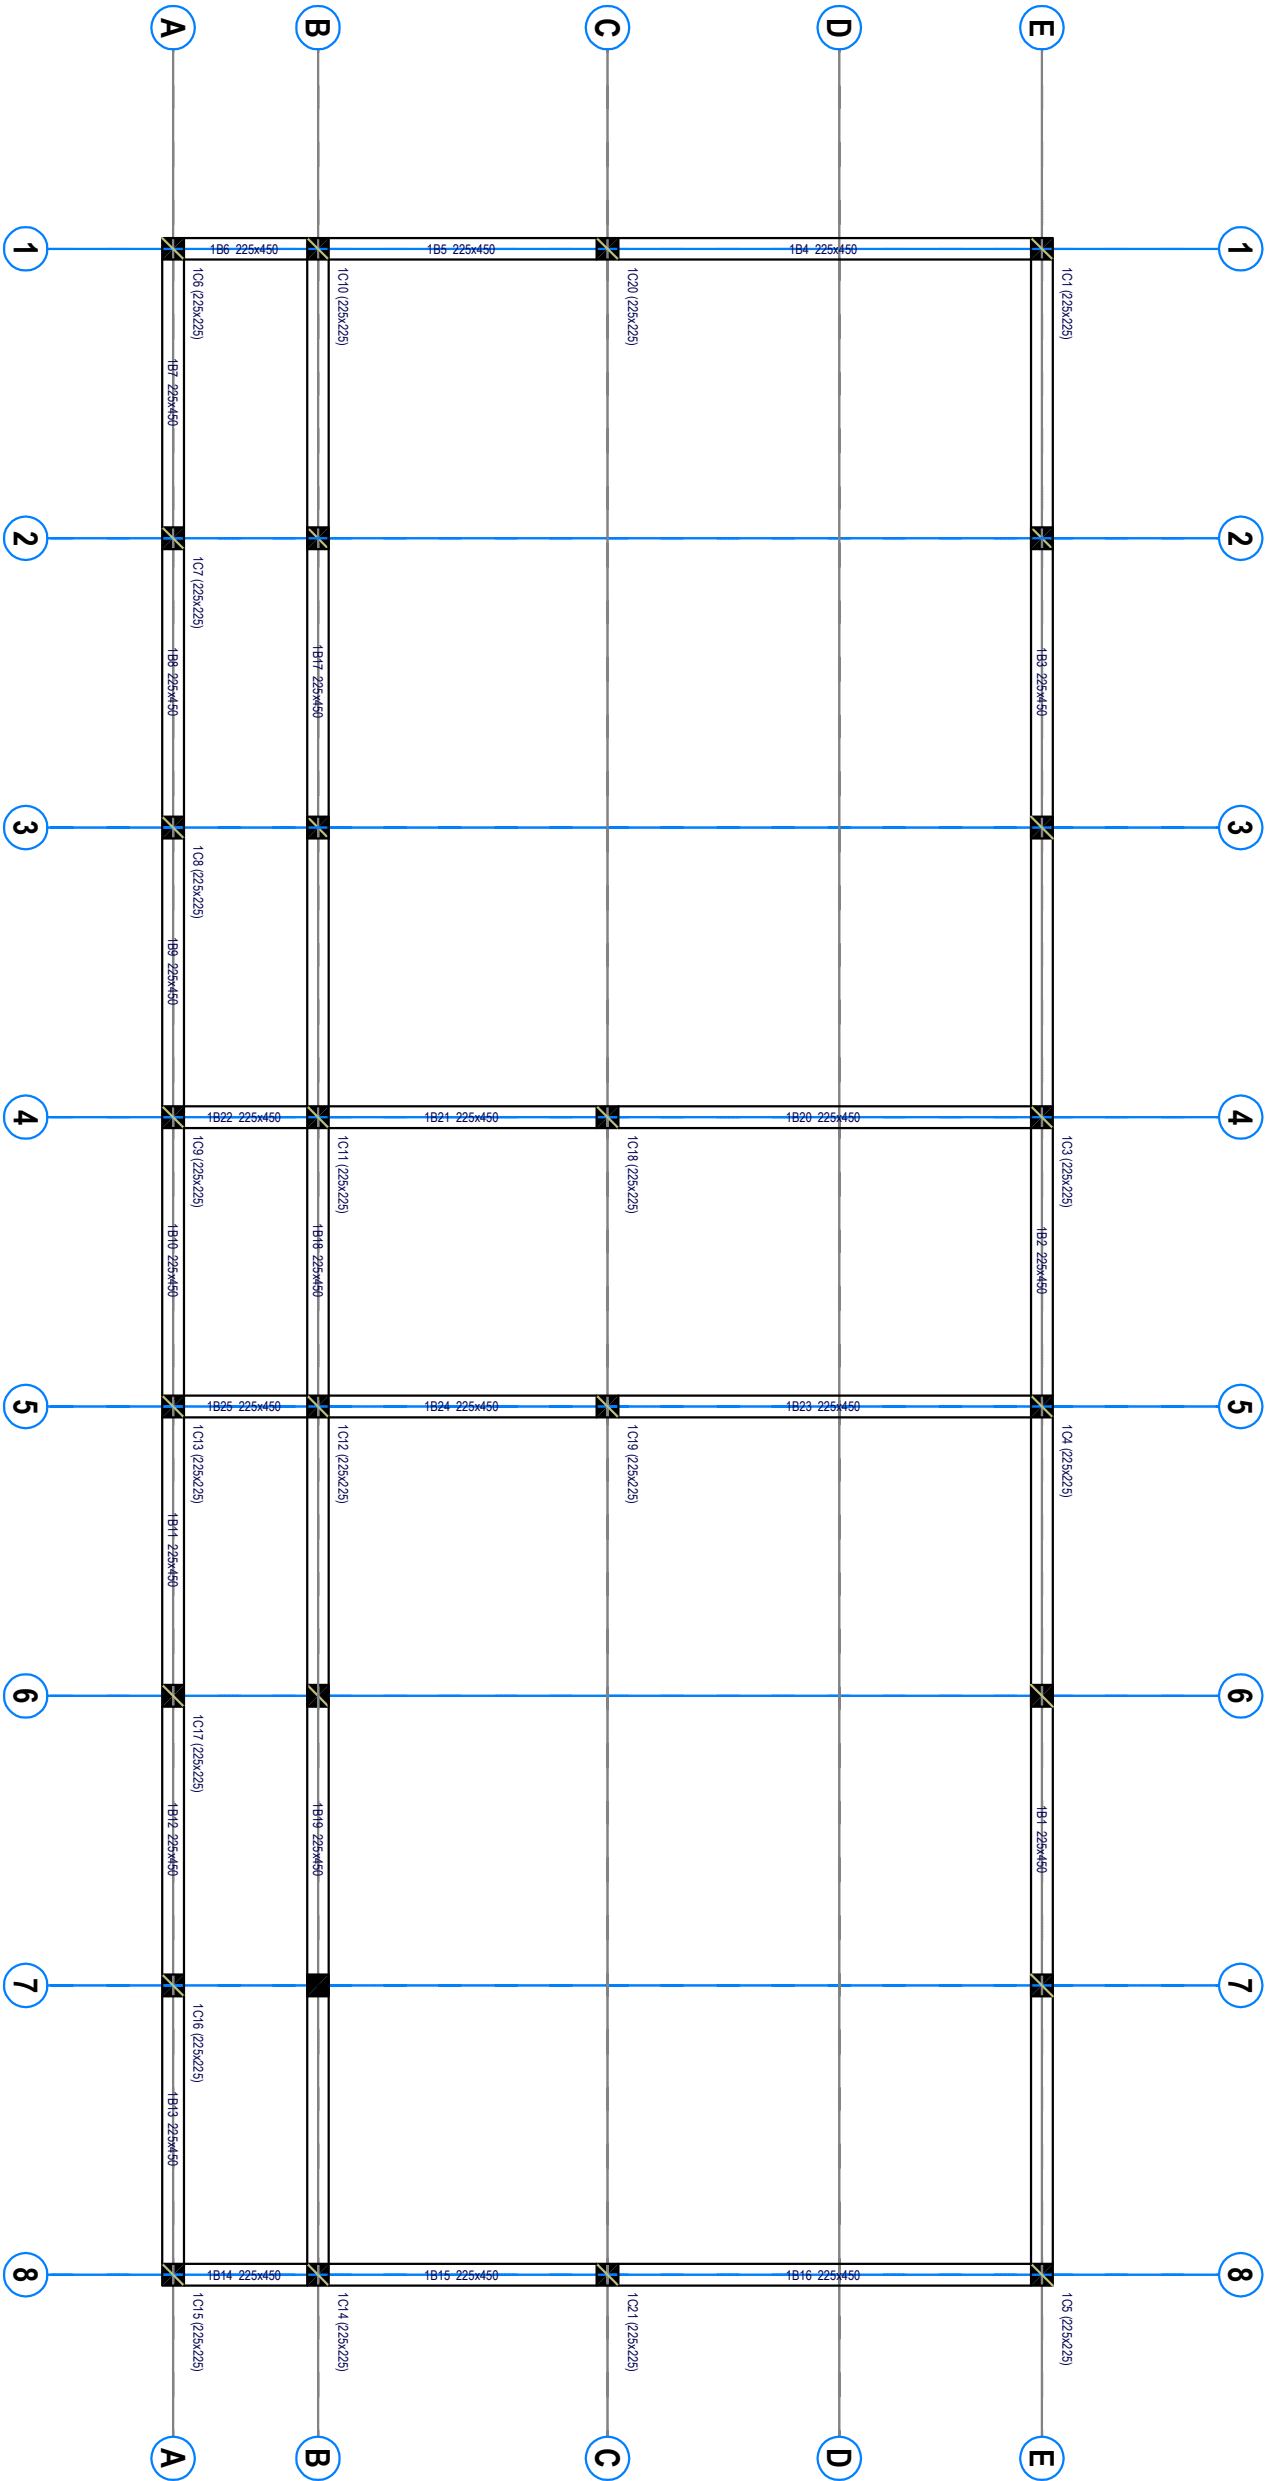 A B C D E
1 1B6 225x450 1B5 225x450 1B4 225x450 1
1C6 (225x225) 1C10 (225x225) 1C20 (225x225) 1C1 (225x225)
1B7 225x450
2 2
1C7 (225x225)
1B8 225x450 1B17 225x450 1B3 225x450
3 3
1C8 (225x225)
1B9 225x450
4 1B22 225x450 1B21 225x450 1B20 225x450 4
1C9 (225x225) 1C11 (225x225) 1C18 (225x225) 1C3 (225x225)
1B10 225x450 1B18 225x450 1B2 225x450
5 1B25 225x450 1B24 225x450 1B23 225x450 5
1C13 (225x225) 1C12 (225x225) 1C19 (225x225) 1C4 (225x225)
1B11 225x450
6 6
1C17 (225x225)
1B12 225x450 1B19 225x450 1B1 225x450
7 7
1C16 (225x225)
1B13 225x450
8 1B14 225x450 1B15 225x450 1B16 225x450 8
1C15 (225x225) 1C14 (225x225) 1C21 (225x225) 1C5 (225x225)
A B C D E